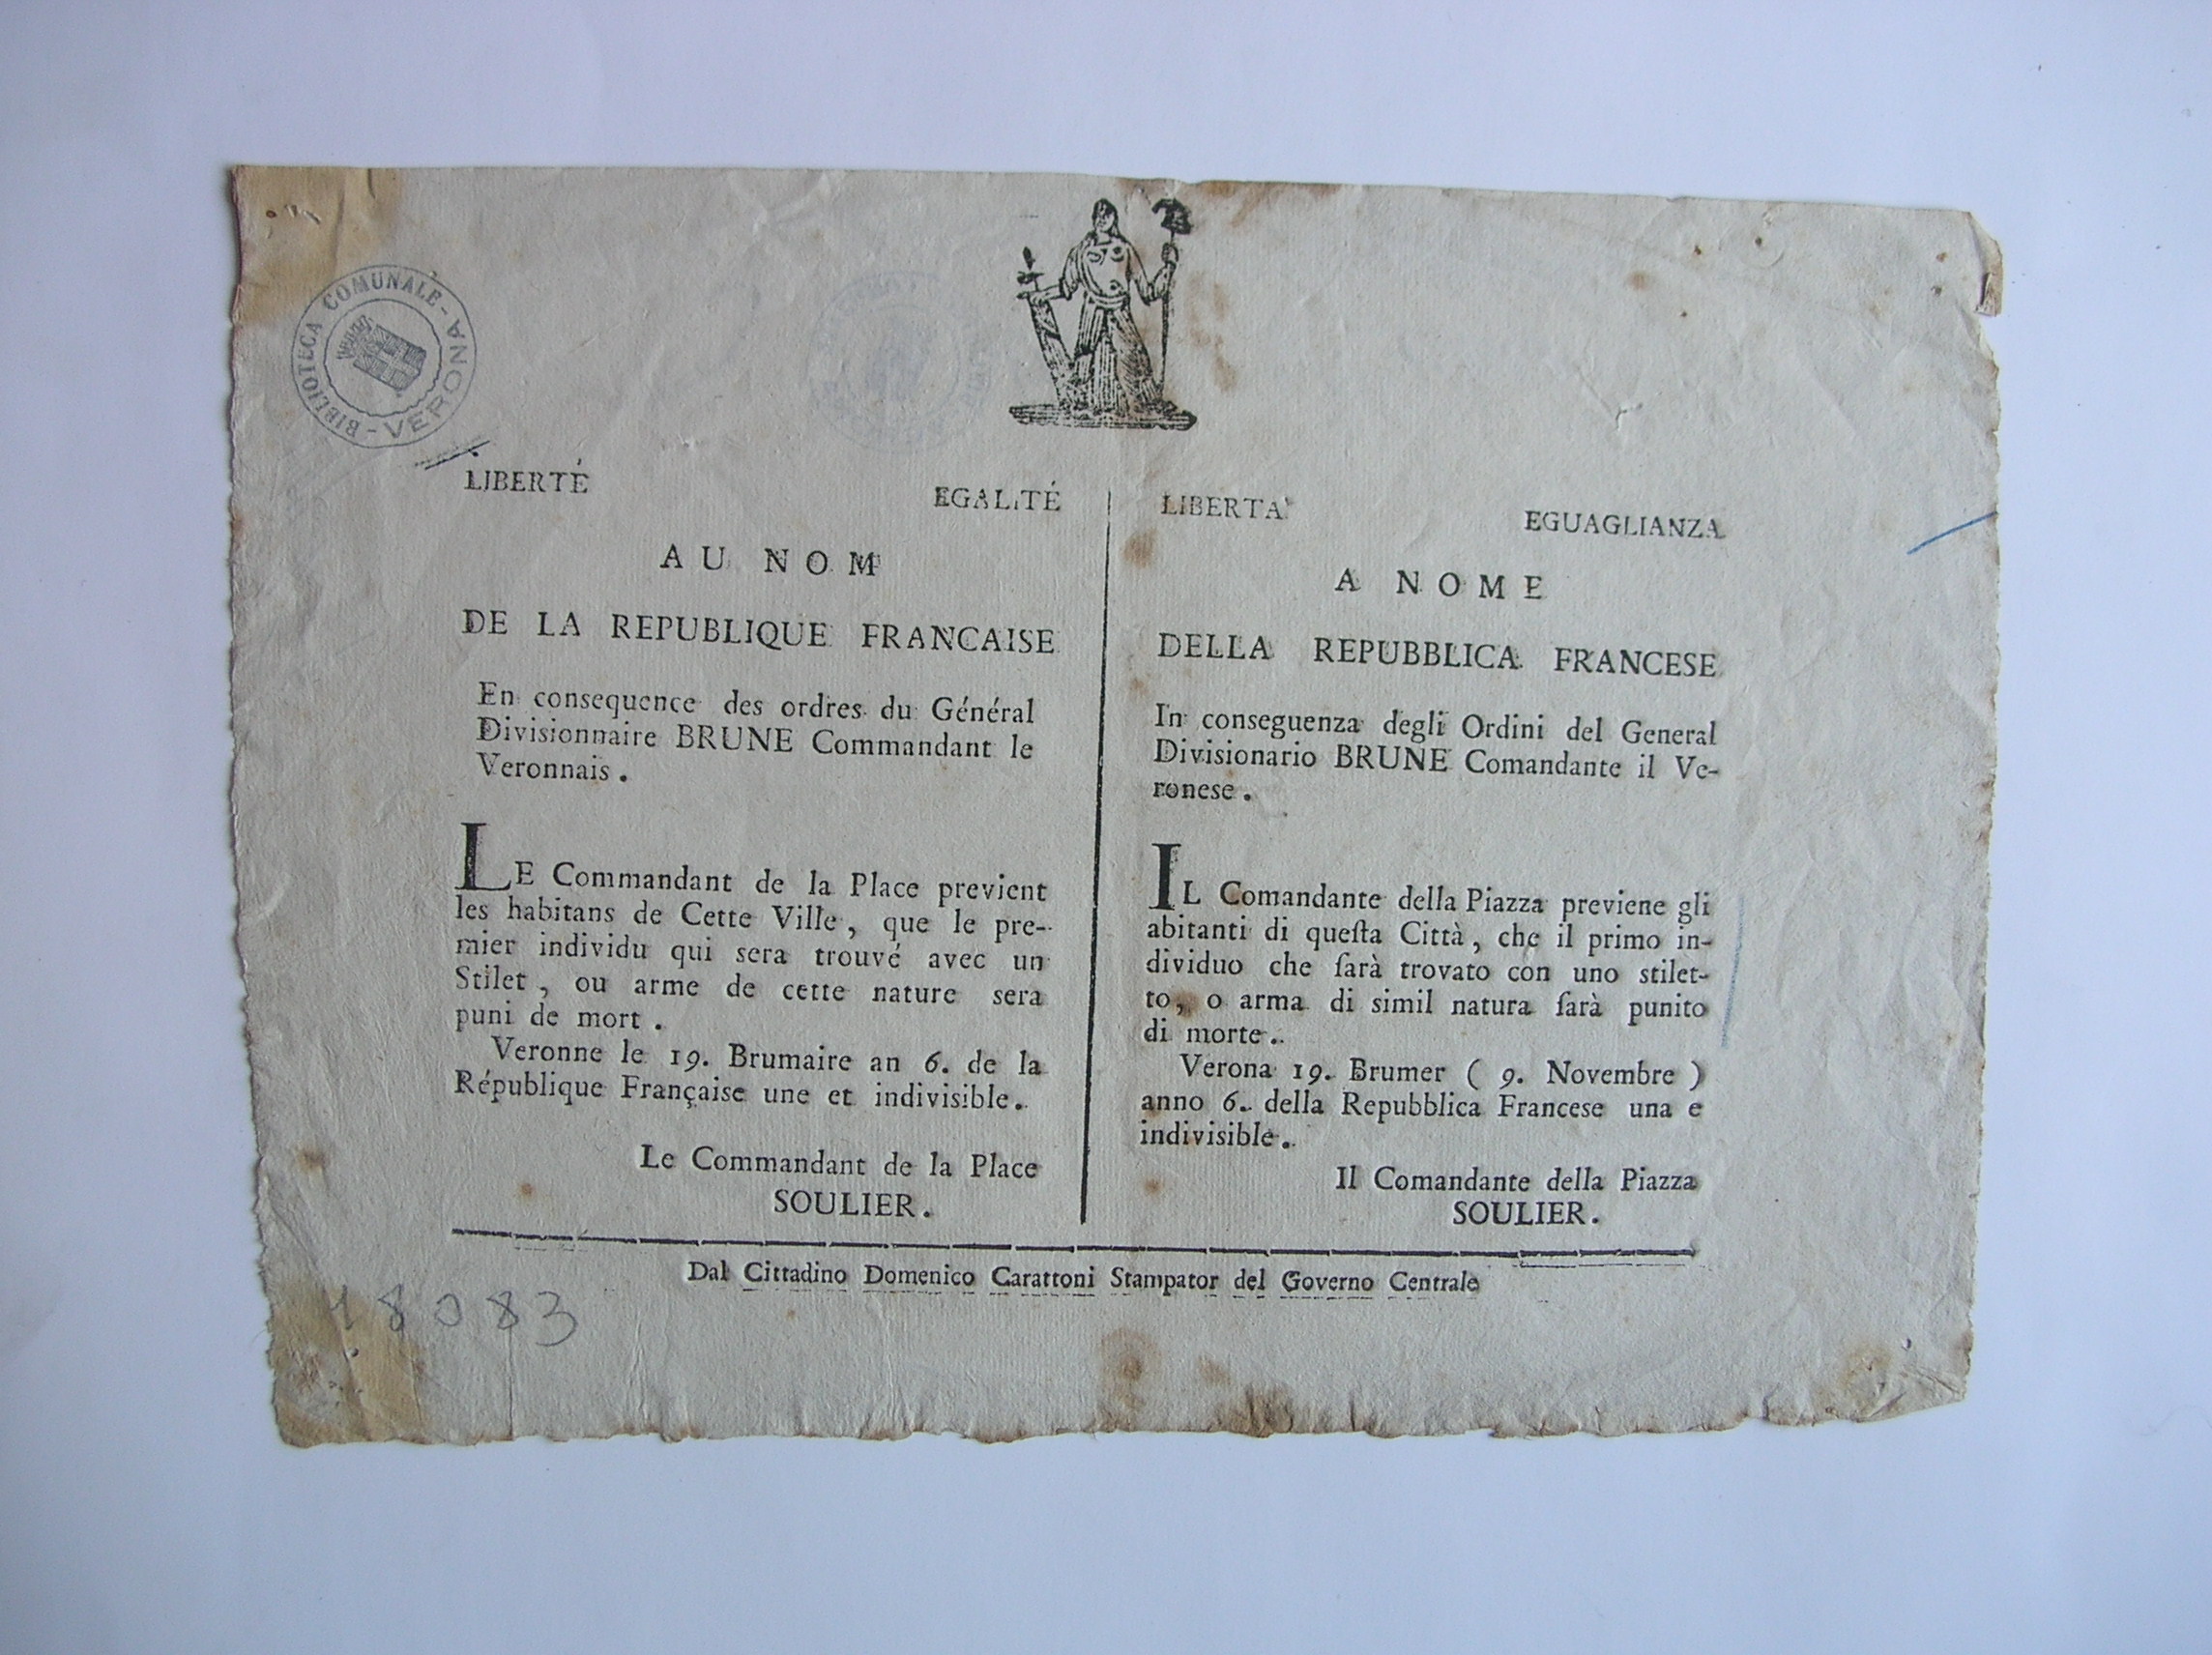 BIBLIOTECA COMUNALE - VERONA -
LIBERTÉ EGALITÉ
AU NOM
DE LA REPUBLIQUE FRANCAISE
En consequence des ordres du Général
Divisionnaire BRUNE Commandant le
Veronnais.
LE Commandant de la Place previent
les habitans de Cette Ville, que le pre-
mier individu qui sera trouvé avec un
Stilet, ou arme de cette nature sera
puni de mort.
Veronne le 19. Brumaire an 6. de la
République Française une et indivisible.
Le Commandant de la Place
SOULIER.
LIBERTA' EGUAGLIANZA
A NOME
DELLA REPUBBLICA FRANCESE
In conseguenza degli Ordini del General
Divisionario BRUNE Comandante il Ve-
ronese.
IL Comandante della Piazza previene gli
abitanti di queſta Città, che il primo in-
dividuo che ſarà trovato con uno stilet-
to, o arma di simil natura ſarà punito
di morte.
Verona 19. Brumer ( 9. Novembre )
anno 6. della Repubblica Francese una e
indivisible.
Il Comandante della Piazza
SOULIER.
Dal Cittadino Domenico Carattoni Stampator del Governo Centrale
18083